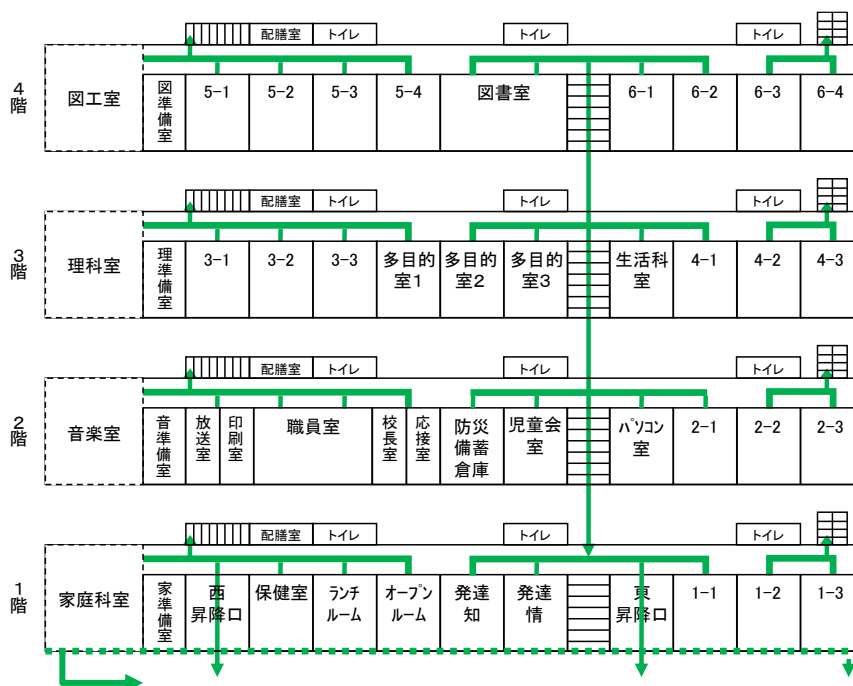 配膳室 トイレ トイレ トイレ
4
階
図工室
図
準
備
室
5-1 5-2 5-3 5-4 図書室 6-1 6-2 6-3 6-4
配膳室 トイレ トイレ トイレ
3
階
理科室
理
準
備
室
3-1 3-2 3-3
多目的
室1
多目的
室2
多目的
室3
生活科
室
4-1 4-2 4-3
配膳室 トイレ トイレ トイレ
2
階
音楽室
音
準
備
室
放
送
室
印
刷
室
職員室
校
長
室
応
接
室
防災
備蓄
倉庫
児童会
室
パソコン
室
2-1 2-2 2-3
配膳室 トイレ トイレ トイレ
1
階
家庭科室
家
準
備
室
西
昇降口
保健室
ランチ
ルーム
オープン
ルーム
発達
知
発達
情
東
昇降口
1-1 1-2 1-3